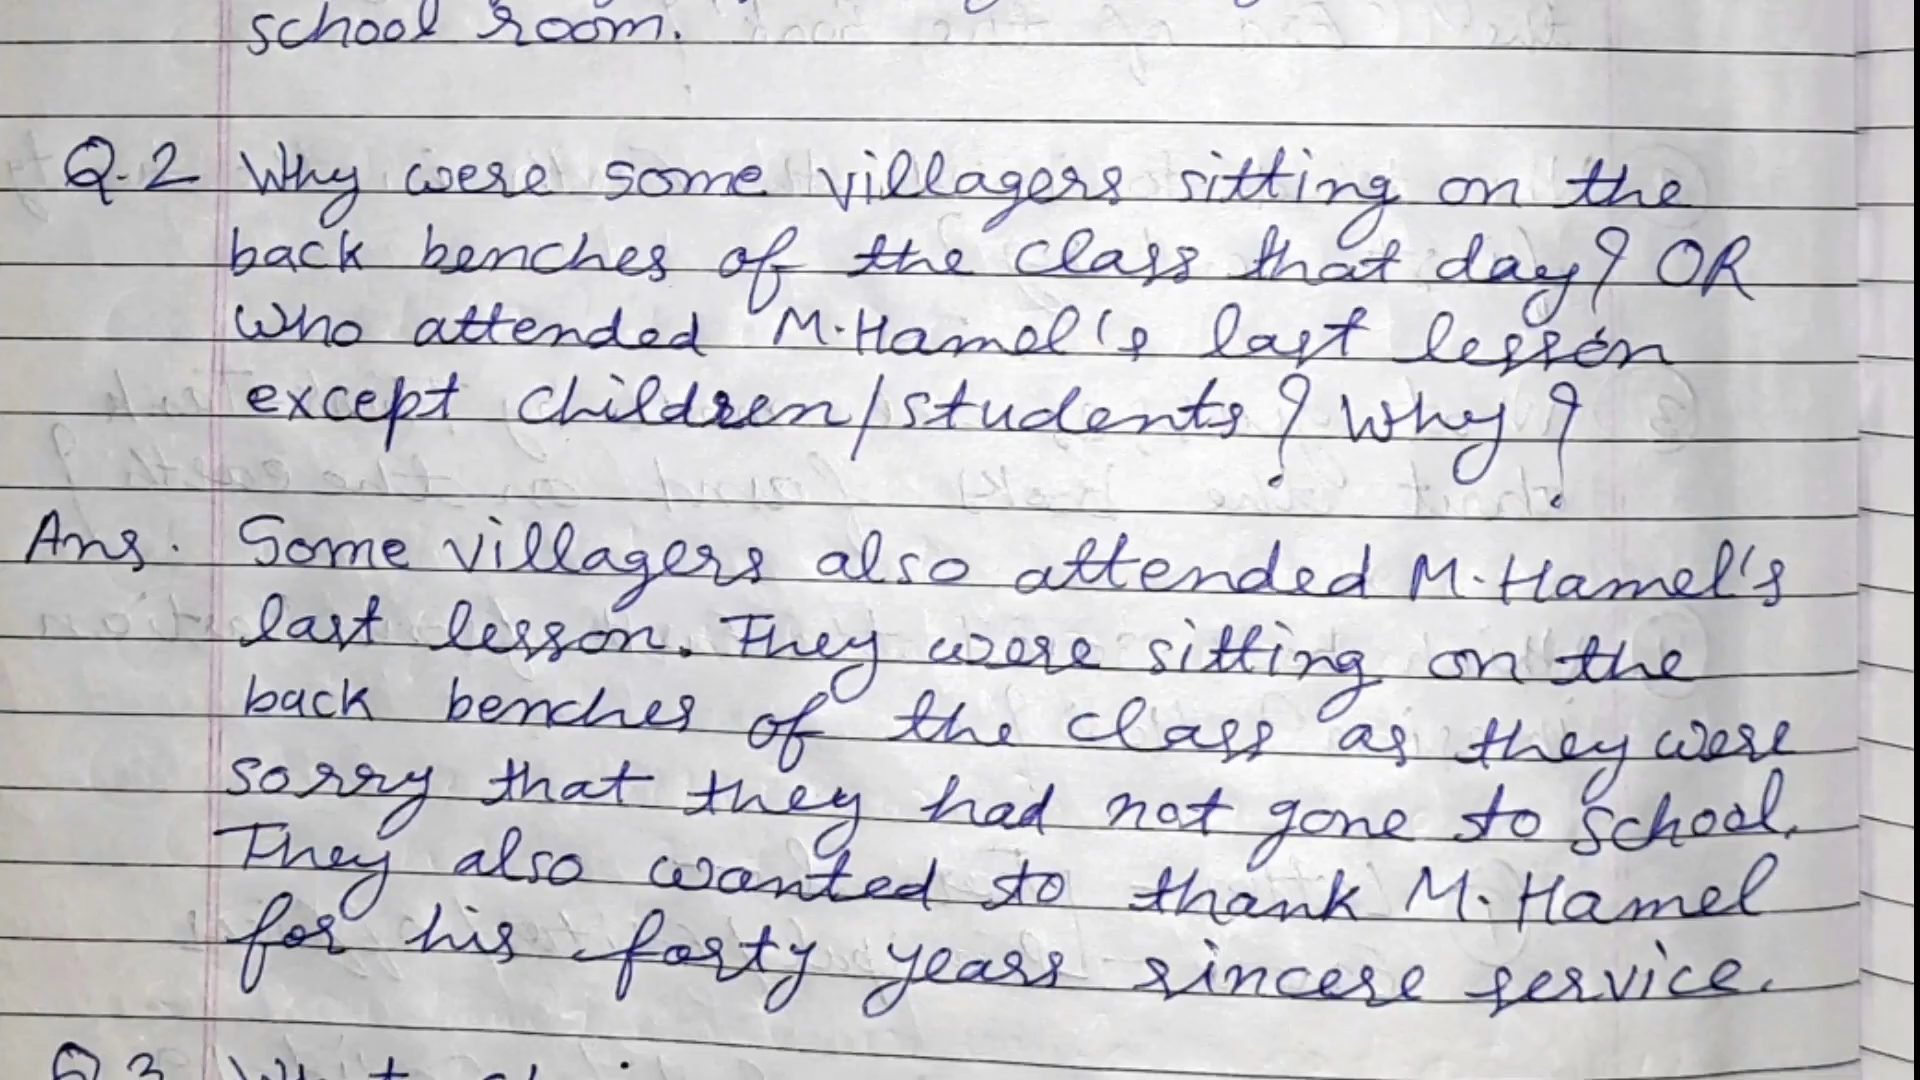 school room.
Q.2 Why were some villagers sitting on the
back benches of the class that day? OR
Who attended M.Hamel's last lesson
except children/students? Why?
Ans. Some villagers also attended M.Hamel's
last lesson. They were sitting on the
back benches of the class as they were
sorry that they had not gone to school.
They also wanted to thank M. Hamel
for his forty years sincere service.
Q3